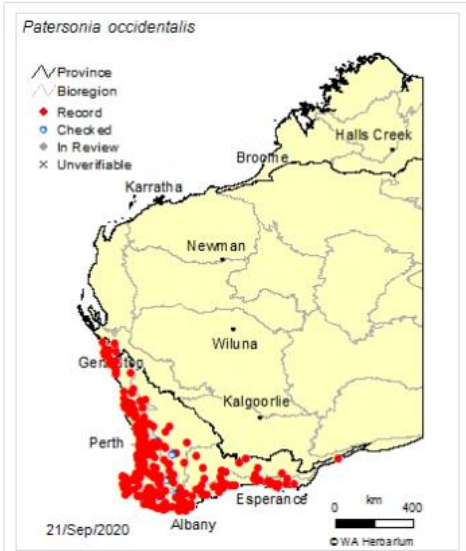 Patersonia occidentalis
Province
Bioregion
Record
Checked
In Review
Unverifiable
Halls Creek
Broome
Karratha
Newman
Wiluna
Kalgoorlie
Perth
Esperance
Albany
km
0 400
21/Sep/2020
© WA Herbarium